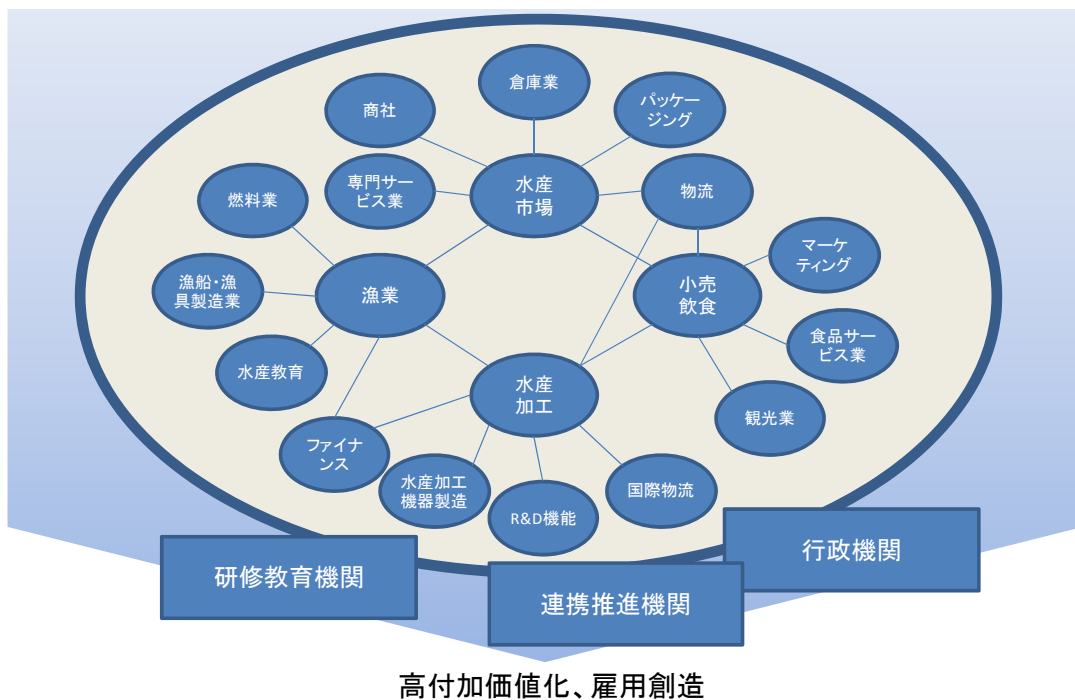 倉庫業
商社
パッケー
ジング
専門サー
ビス業
水産
市場
物流
燃料業
マーケ
ティング
漁船・漁
具製造業
漁業
小売
飲食
食品サー
ビス業
水産教育
水産
加工
観光業
ファイナ
ンス
水産加工
機器製造
R&D機能
国際物流
行政機関
研修教育機関
連携推進機関
高付加価値化、雇用創造